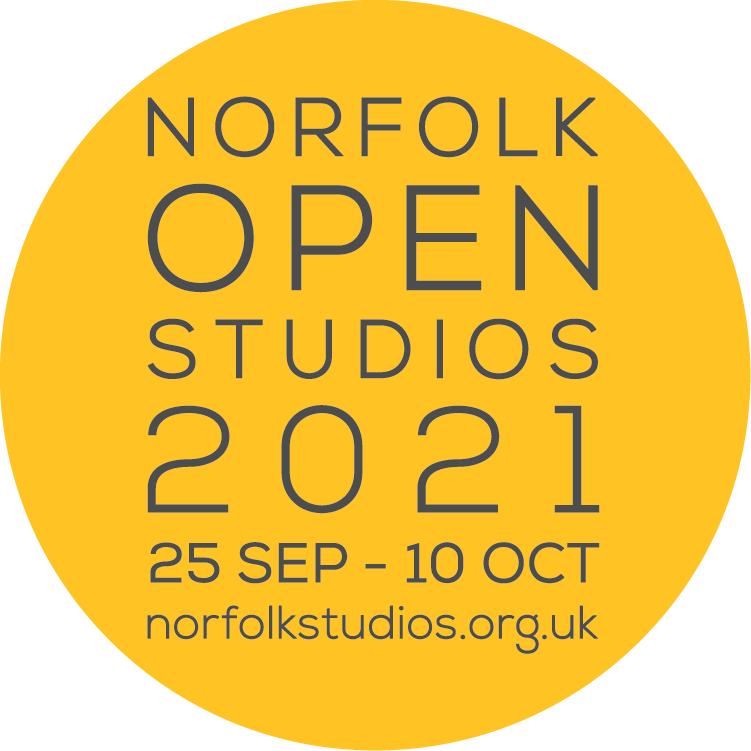 NORFOLK
OPEN
STUDIOS
2021
25 SEP - 10 OCT
norfolkstudios.org.uk